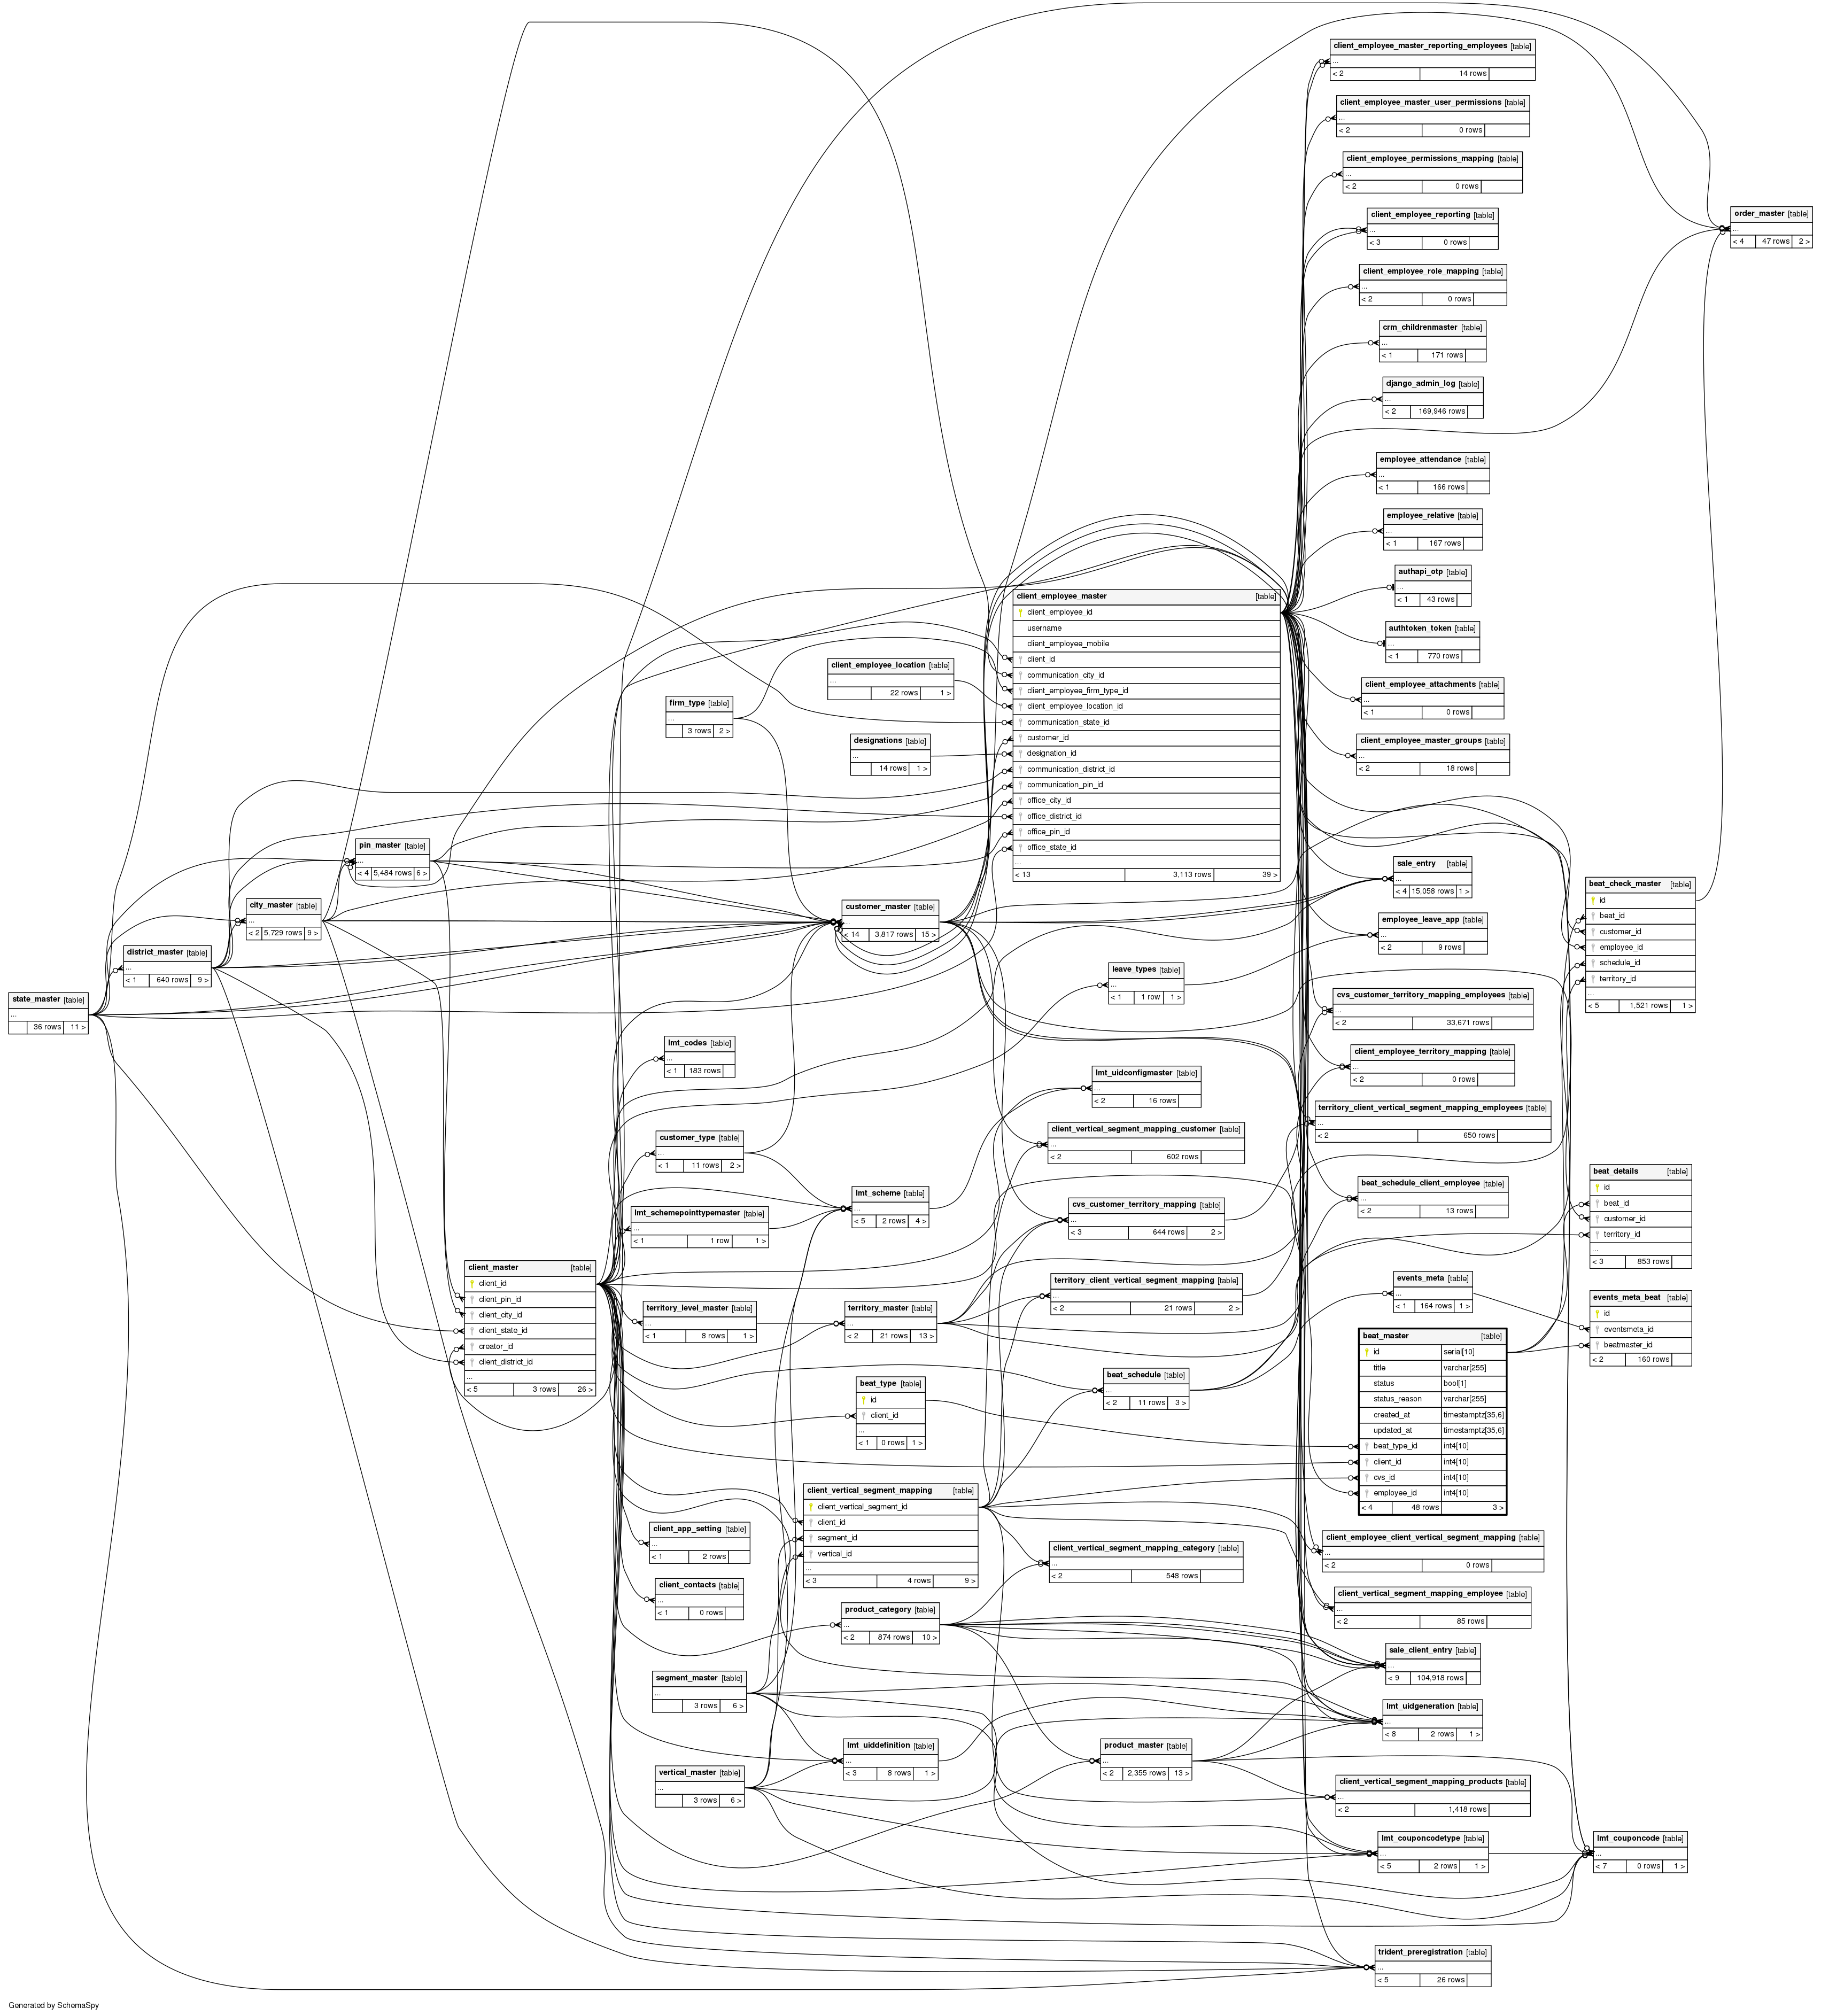 client_employee_master_reporting_employees [table]
...
< 2 14 rows
client_employee_master_user_permissions [table]
...
< 2 0 rows
client_employee_permissions_mapping [table]
...
< 2 0 rows
client_employee_reporting [table]
...
< 3 0 rows
order_master [table]
...
< 4 47 rows 2 >
client_employee_role_mapping [table]
...
< 2 0 rows
crm_childrenmaster [table]
...
< 1 171 rows
django_admin_log [table]
...
< 2 169,946 rows
employee_attendance [table]
...
< 1 166 rows
employee_relative [table]
...
< 1 167 rows
authapi_otp [table]
...
< 1 43 rows
authtoken_token [table]
...
< 1 770 rows
client_employee_attachments [table]
...
< 1 0 rows
client_employee_master_groups [table]
...
< 2 18 rows
client_employee_master [table]
client_employee_id
username
client_employee_mobile
client_id
communication_city_id
client_employee_firm_type_id
client_employee_location_id
communication_state_id
customer_id
designation_id
communication_district_id
communication_pin_id
office_city_id
office_district_id
office_pin_id
office_state_id
...
< 13 3,113 rows 39 >
client_employee_location [table]
...
22 rows 1 >
firm_type [table]
...
3 rows 2 >
designations [table]
...
14 rows 1 >
pin_master [table]
...
< 4 5,484 rows 6 >
city_master [table]
...
< 2 5,729 rows 9 >
district_master [table]
...
< 1 640 rows 9 >
state_master [table]
...
36 rows 11 >
customer_master [table]
...
< 14 3,817 rows 15 >
sale_entry [table]
...
< 4 15,058 rows 1 >
employee_leave_app [table]
...
< 2 9 rows
beat_check_master [table]
id
beat_id
customer_id
employee_id
schedule_id
territory_id
...
< 5 1,521 rows 1 >
leave_types [table]
...
< 1 1 row 1 >
cvs_customer_territory_mapping_employees [table]
...
< 2 33,671 rows
lmt_codes [table]
...
< 1 183 rows
client_employee_territory_mapping [table]
...
< 2 0 rows
lmt_uidconfigmaster [table]
...
< 2 16 rows
territory_client_vertical_segment_mapping_employees [table]
...
< 2 650 rows
client_vertical_segment_mapping_customer [table]
...
< 2 602 rows
customer_type [table]
...
< 1 11 rows 2 >
beat_details [table]
id
beat_id
customer_id
territory_id
...
< 3 853 rows
beat_schedule_client_employee [table]
...
< 2 13 rows
lmt_scheme [table]
...
< 5 2 rows 4 >
cvs_customer_territory_mapping [table]
...
< 3 644 rows 2 >
lmt_schemepointtypemaster [table]
...
< 1 1 row 1 >
client_master [table]
client_id
client_pin_id
client_city_id
client_state_id
creator_id
client_district_id
...
< 5 3 rows 26 >
territory_client_vertical_segment_mapping [table]
...
< 2 21 rows 2 >
events_meta [table]
...
< 1 164 rows 1 >
events_meta_beat [table]
id
eventsmeta_id
beatmaster_id
< 2 160 rows
territory_level_master [table]
...
< 1 8 rows 1 >
territory_master [table]
...
< 2 21 rows 13 >
beat_master [table]
id serial[10]
title varchar[255]
status bool[1]
status_reason varchar[255]
created_at timestamptz[35,6]
updated_at timestamptz[35,6]
beat_type_id int4[10]
client_id int4[10]
cvs_id int4[10]
employee_id int4[10]
< 4 48 rows 3 >
beat_schedule [table]
...
< 2 11 rows 3 >
beat_type [table]
id
client_id
...
< 1 0 rows 1 >
client_vertical_segment_mapping [table]
client_vertical_segment_id
client_id
segment_id
vertical_id
...
< 3 4 rows 9 >
client_app_setting [table]
...
< 1 2 rows
client_employee_client_vertical_segment_mapping [table]
...
< 2 0 rows
client_vertical_segment_mapping_category [table]
...
< 2 548 rows
client_contacts [table]
...
< 1 0 rows
client_vertical_segment_mapping_employee [table]
...
< 2 85 rows
product_category [table]
...
< 2 874 rows 10 >
sale_client_entry [table]
...
< 9 104,918 rows
segment_master [table]
...
3 rows 6 >
lmt_uidgeneration [table]
...
< 8 2 rows 1 >
lmt_uiddefinition [table]
...
< 3 8 rows 1 >
product_master [table]
...
< 2 2,355 rows 13 >
vertical_master [table]
...
3 rows 6 >
client_vertical_segment_mapping_products [table]
...
< 2 1,418 rows
lmt_couponcodetype [table]
...
< 5 2 rows 1 >
lmt_couponcode [table]
...
< 7 0 rows 1 >
trident_preregistration [table]
...
< 5 26 rows
Generated by SchemaSpy